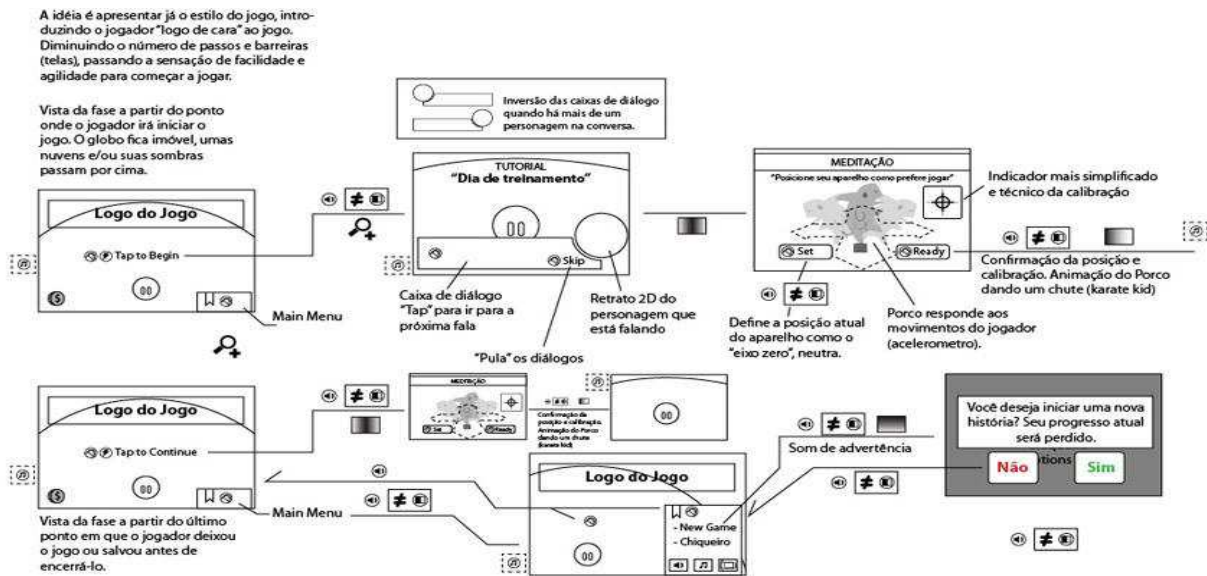 A idéia é apresentar já o estilo do jogo, intro-
duzindo o jogador "logo de cara" ao jogo.
Diminuindo o número de passos e barreiras
(telas), passando a sensação de facilidade e
agilidade para começar a jogar.
Vista da fase a partir do ponto
onde o jogador irá iniciar o
jogo. O globo fica imóvel, umas
nuvens e/ou suas sombras
passam por cima.
Inversão das caixas de diálogo
quando há mais de um
personagem na conversa.
Logo do Jogo
Tap to Begin
Main Menu
TUTORIAL
"Dia de treinamento"
Skip
Caixa de diálogo
"Tap" para ir para a
próxima fala
"Pula" os diálogos
Retrato 2D do
personagem que
está falando
MEDITAÇÃO
"Posicione seu aparelho como prefere jogar"
Set
Ready
Indicador mais simplificado
e técnico da calibração
Confirmação da posição e
calibração. Animação do Porco
dando um chute (karate kid)
Define a posição atual
do aparelho como o
"eixo zero", neutra.
Porco responde aos
movimentos do jogador
(acelerometro).
Logo do Jogo
Tap to Continue
Main Menu
Vista da fase a partir do último
ponto em que o jogador deixou
o jogo ou salvou antes de
encerrá-lo.
MEDITAÇÃO
Set
Ready
Confirmação da
posição e calibração.
Animação do Porco
dando um chute
(karate kid)
Logo do Jogo
- New Game
- Chiqueiro
Som de advertência
Você deseja iniciar uma nova
história? Seu progresso atual
será perdido.
Não
Sim